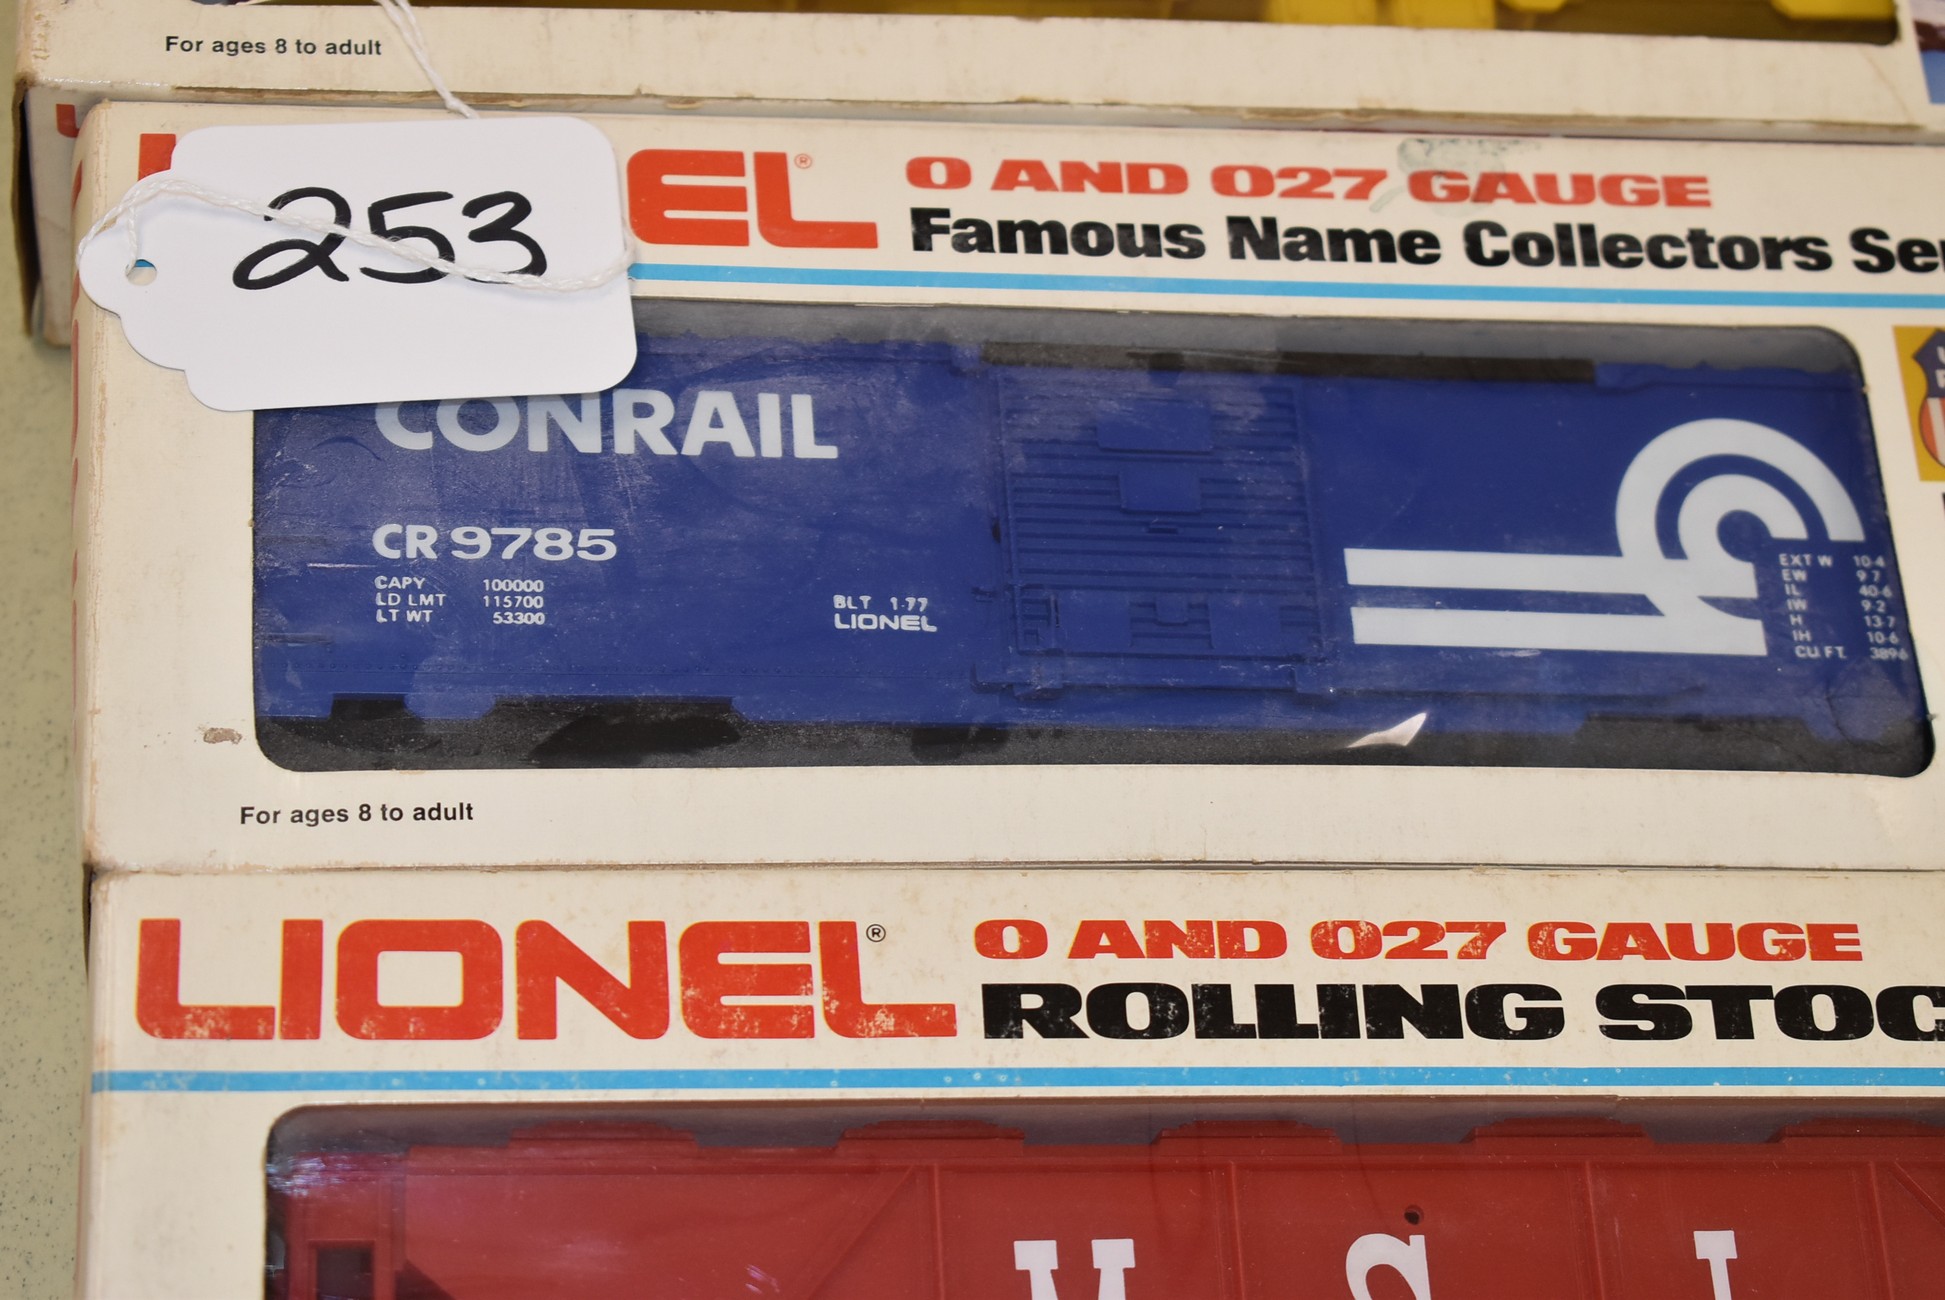 For ages 8 to adult
253
EL®
O AND O27 GAUGE
Famous Name Collectors
CONRAIL
CR 9785
CAPY 100000
LD LMT 115700
LT WT 53300
BLT 1-77
LIONEL
EXT W 10-4
EW 9-7
IL 40-6
IW 9-2
H 13-7
IH 10-6
CU FT. 3896
For ages 8 to adult
LIONEL®
O AND O27 GAUGE
ROLLING STOC